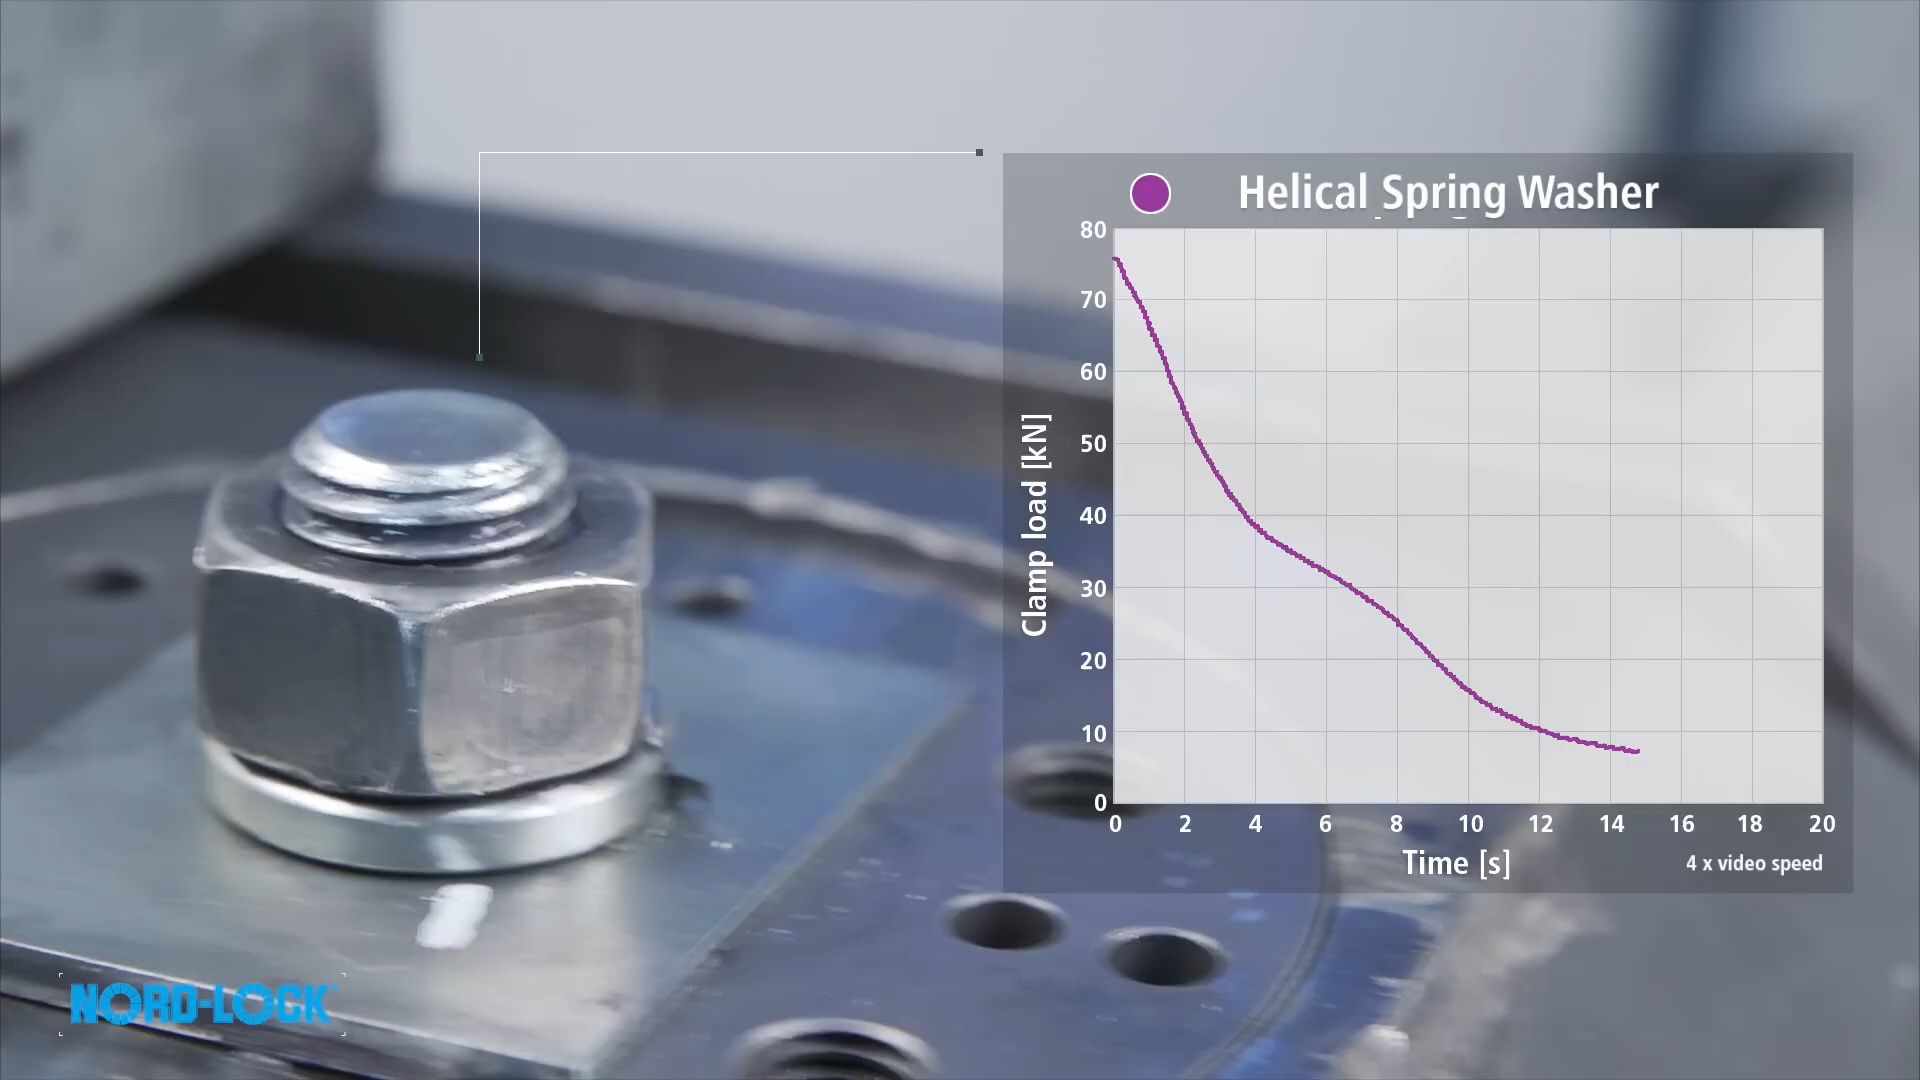 Helical Spring Washer
80
70
60
50
40
30
20
10
0
Clamp load [kN]
0 2 4 6 8 10 12 14 16 18 20
Time [s]
4 x video speed
NORD-LOCK